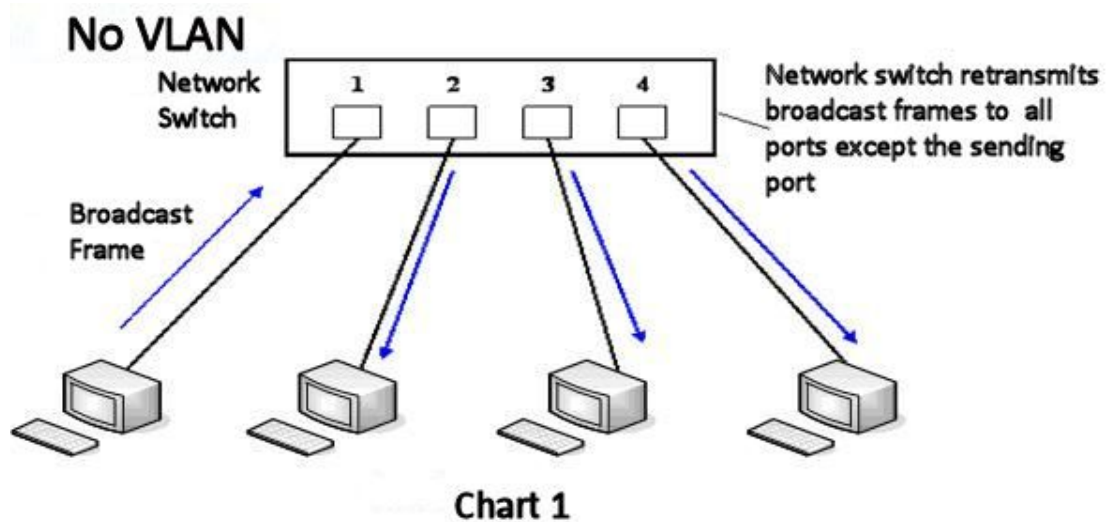 No VLAN
Network
Switch
1 2 3 4
Network switch retransmits
broadcast frames to all
ports except the sending
port
Broadcast
Frame
Chart 1